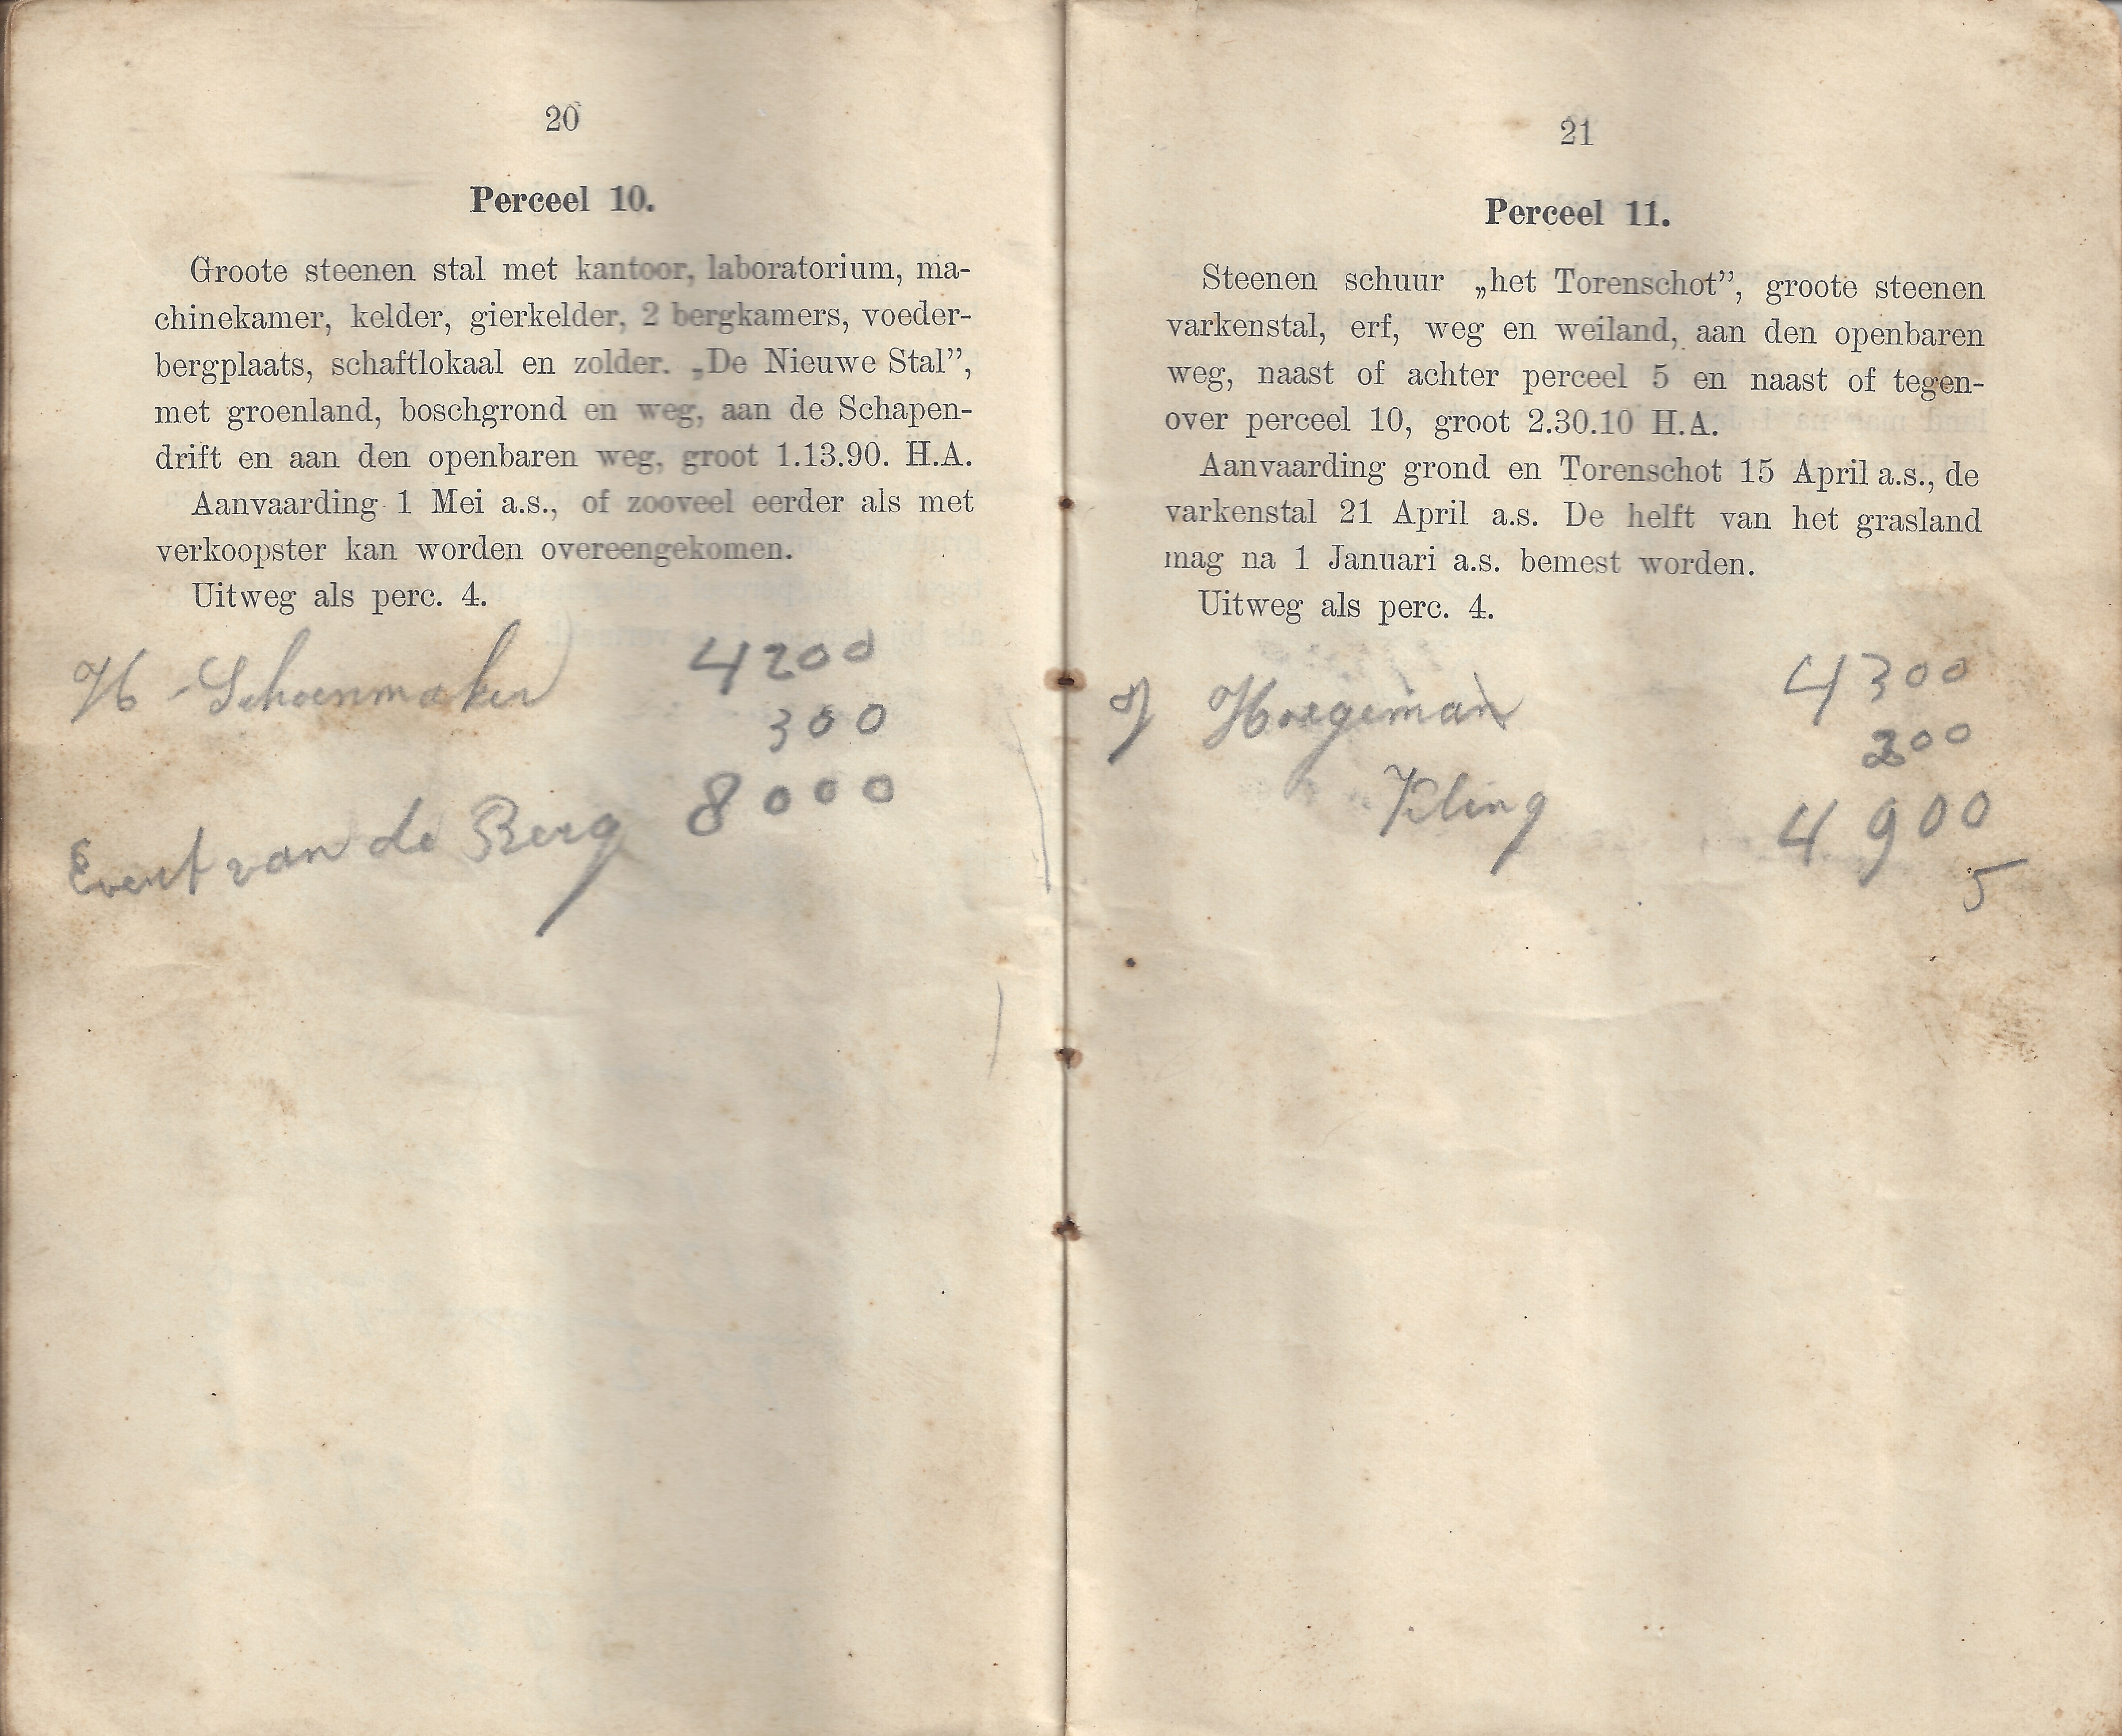 20
Perceel 10.
Groote steenen stal met kantoor, laboratorium, ma-
chinekamer, kelder, gierkelder, 2 bergkamers, voeder-
bergplaats, schaftlokaal en zolder. „De Nieuwe Stal”,
met groenland, boschgrond en weg, aan de Schapen-
drift en aan den openbaren weg, groot 1.13.90. H.A.
Aanvaarding 1 Mei a.s., of zooveel eerder als met
verkoopster kan worden overeengekomen.
Uitweg als perc. 4.
H - Schoenmaker 4200
300
Evert van de Berg 8000
21
Perceel 11.
Steenen schuur „het Torenschot”, groote steenen
varkenstal, erf, weg en weiland, aan den openbaren
weg, naast of achter perceel 5 en naast of tegen-
over perceel 10, groot 2.30.10 H.A.
Aanvaarding grond en Torenschot 15 April a.s., de
varkenstal 21 April a.s. De helft van het grasland
mag na 1 Januari a.s. bemest worden.
Uitweg als perc. 4.
Hoegeman 4300
200
Kling 4900
5